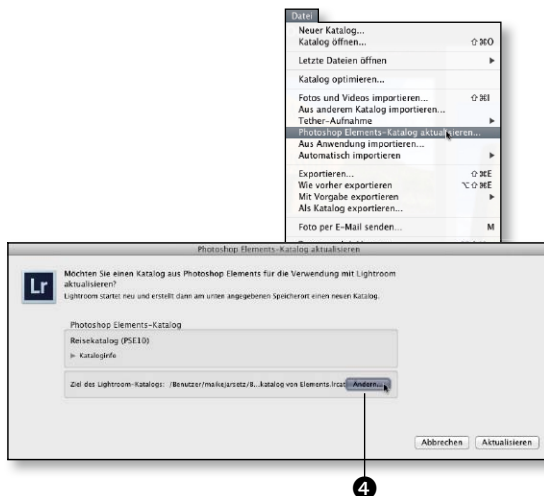 Datei
Neuer Katalog...
Katalog öffnen... ⇧⌘O
Letzte Dateien öffnen ▶
Katalog optimieren...
Fotos und Videos importieren... ⇧⌘I
Aus anderem Katalog importieren...
Tether-Aufnahme ▶
Photoshop Elements-Katalog aktualisieren...
Aus Anwendung importieren...
Automatisch importieren ▶
Exportieren... ⇧⌘E
Wie vorher exportieren ⌥⇧⌘E
Mit Vorgabe exportieren ▶
Als Katalog exportieren...
Foto per E-Mail senden... M
Photoshop Elements-Katalog aktualisieren
Lr
Möchten Sie einen Katalog aus Photoshop Elements für die Verwendung mit Lightroom
aktualisieren?
Lightroom startet neu und erstellt dann am unten angegebenen Speicherort einen neuen Katalog.
Photoshop Elements-Katalog
Reisekatalog (PSE10)
▶ Kataloginfo
Ziel des Lightroom-Katalogs: /Benutzer/maikejarsetz/B...katalog von Elements.lrcat Ändern...
Abbrechen Aktualisieren
4